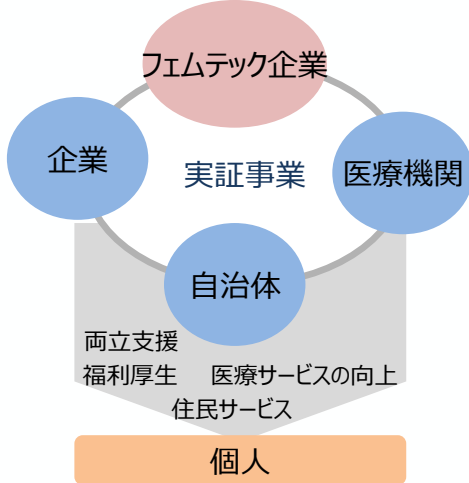 フェムテック企業
企業
実証事業
医療機関
自治体
両立支援
福利厚生 医療サービスの向上
住民サービス
個人